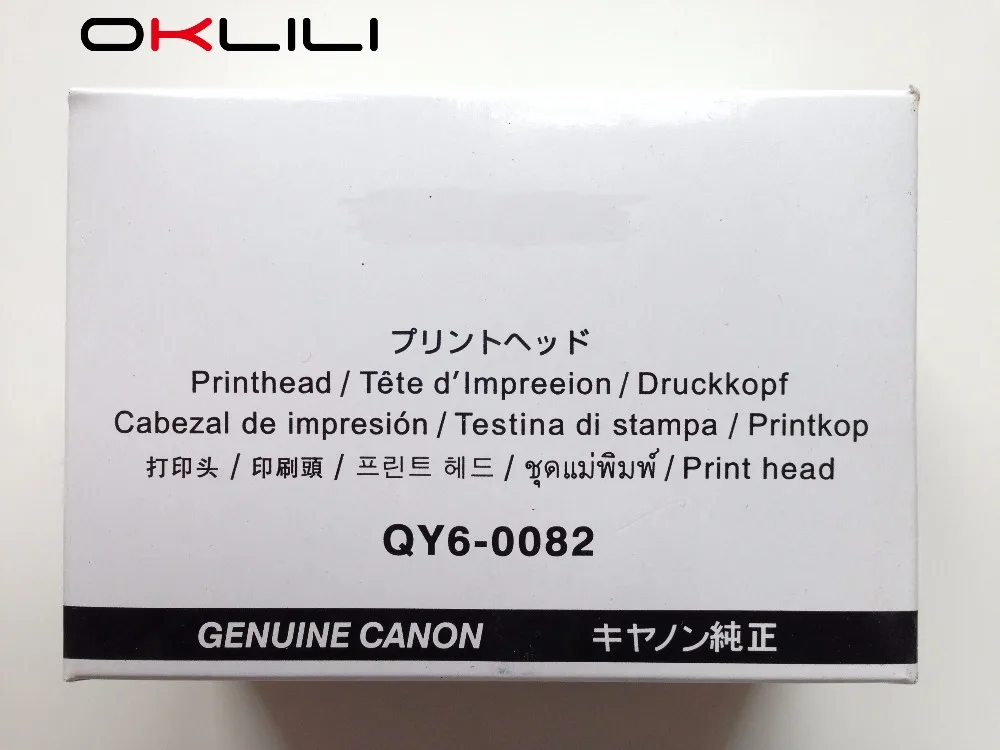 OKLILI
プリントヘッド
Printhead / Tête d'Impreeion / Druckkopf
Cabezal de impresión / Testina di stampa / Printkop
打印头 / 印刷頭 / 프린트 헤드 / ชุดแม่พิมพ์ / Print head
QY6-0082
GENUINE CANON キヤノン純正